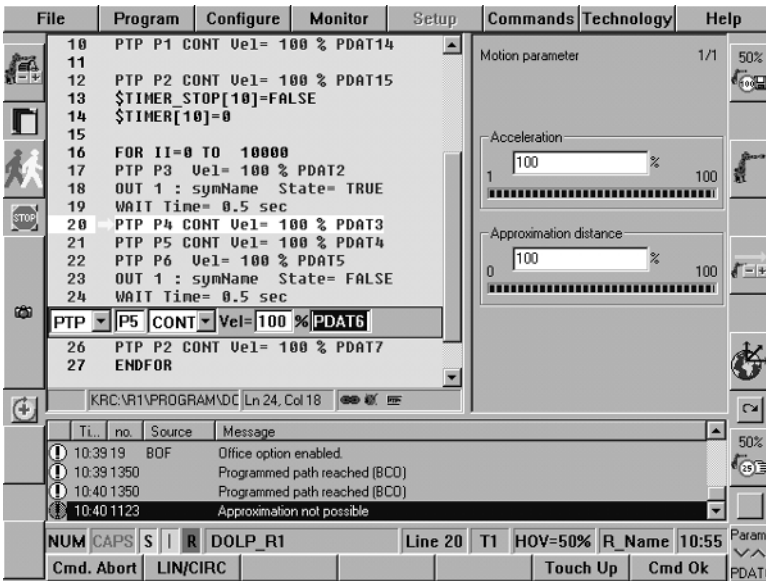 File Program Configure Monitor Setup Commands Technology Help
10 PTP P1 CONT Vel= 100 % PDAT14
11
12 PTP P2 CONT Vel= 100 % PDAT15
13 $TIMER_STOP[10]=FALSE
14 $TIMER[10]=0
15
16 FOR II=0 TO 10000
17 PTP P3 Vel= 100 % PDAT2
18 OUT 1 : symName State= TRUE
19 WAIT Time= 0.5 sec
20 PTP P4 CONT Vel= 100 % PDAT3
21 PTP P5 CONT Vel= 100 % PDAT4
22 PTP P6 Vel= 100 % PDAT5
23 OUT 1 : symName State= FALSE
24 WAIT Time= 0.5 sec
PTP P5 CONT Vel= 100 % PDAT6
26 PTP P2 CONT Vel= 100 % PDAT7
27 ENDFOR
KRC:\R1\PROGRAM\DO Ln 24, Col 18
Motion parameter 1/1
Acceleration
100 %
1 100
Approximation distance
100 %
0 100
STOP
50%
100
Ti... no. Source Message
10:39 19 BOF Office option enabled.
10:39 1350 Programmed path reached (BCO)
10:40 1350 Programmed path reached (BCO)
10:40 1123 Approximation not possible
50%
25
NUM CAPS S I R DOLP_R1 Line 20 T1 HOV=50% R_Name 10:55
Cmd. Abort LIN/CIRC Touch Up Cmd Ok
Param
PDAT